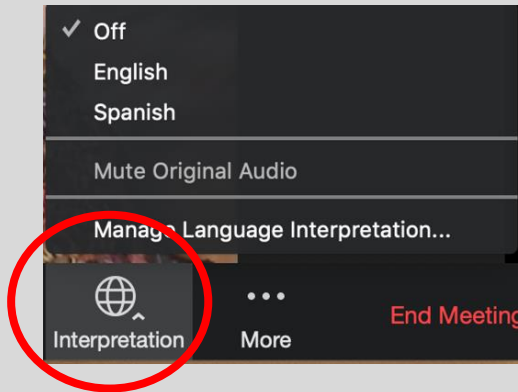 Off
English
Spanish
Mute Original Audio
Manage Language Interpretation...
Interpretation
More
End Meeting